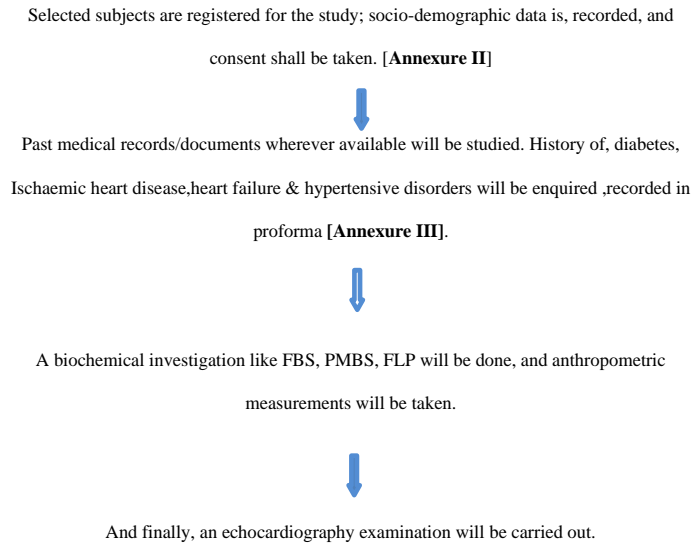 Selected subjects are registered for the study; socio-demographic data is, recorded, and
consent shall be taken. [Annexure II]
Past medical records/documents wherever available will be studied. History of, diabetes,
Ischaemic heart disease,heart failure & hypertensive disorders will be enquired ,recorded in
proforma [Annexure III].
A biochemical investigation like FBS, PMBS, FLP will be done, and anthropometric
measurements will be taken.
And finally, an echocardiography examination will be carried out.